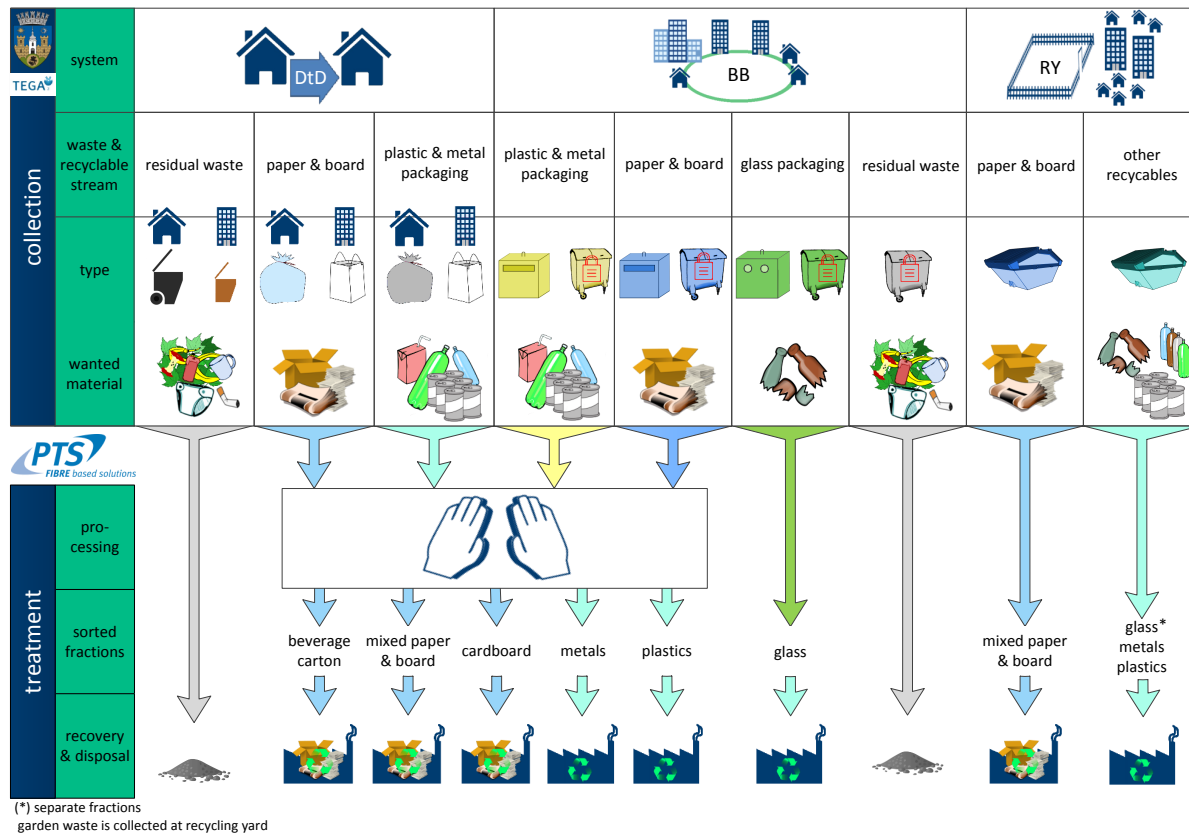 TEGA
collection
system
DtD
BB
RY
waste &
recyclable
stream
residual waste
paper & board
plastic & metal
packaging
plastic & metal
packaging
paper & board
glass packaging
residual waste
paper & board
other
recycables
type
wanted
material
PTS
FIBRE based solutions
treatment
pro-
cessing
sorted
fractions
beverage
carton
mixed paper
& board
cardboard
metals
plastics
glass
mixed paper
& board
glass*
metals
plastics
recovery
& disposal
(*) separate fractions
garden waste is collected at recycling yard